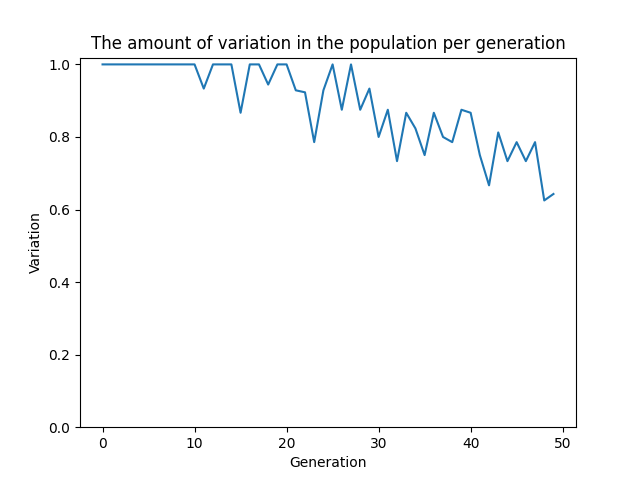 The amount of variation in the population per generation
1.0
0.8
0.6
0.4
0.2
0.0
Variation
0 10 20 30 40 50
Generation